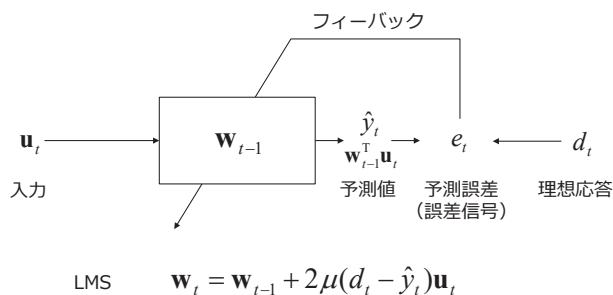 フィーバック
u_t
入力
w_{t-1}
ŷ_t
w_{t-1}^T u_t
予測値
e_t
予測誤差
(誤差信号)
d_t
理想応答
LMS w_t = w_{t-1} + 2μ(d_t − ŷ_t)u_t